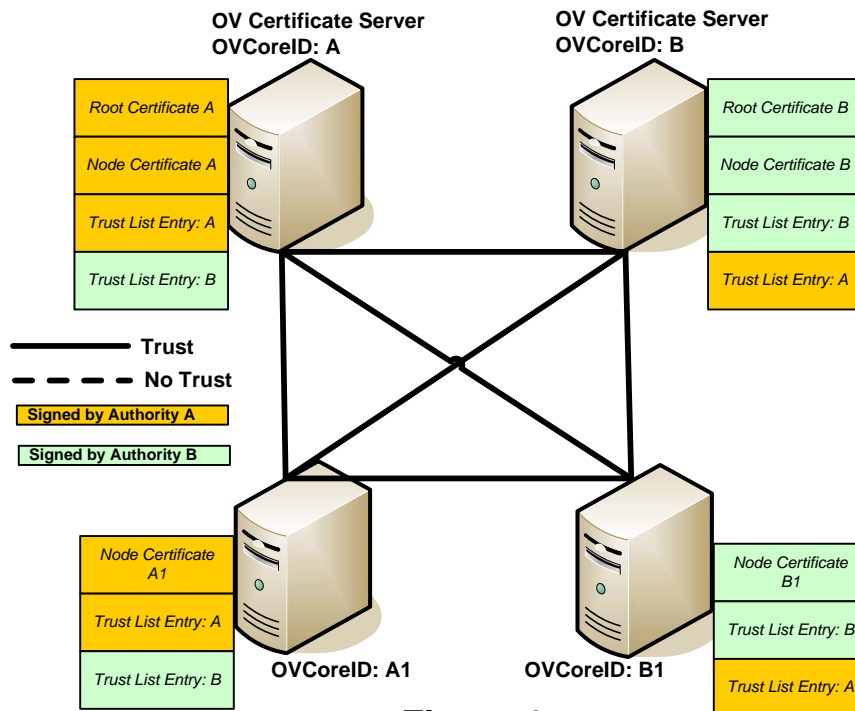 OV Certificate Server
OVCoreID: A
OV Certificate Server
OVCoreID: B
Root Certificate A
Node Certificate A
Trust List Entry: A
Trust List Entry: B
Root Certificate B
Node Certificate B
Trust List Entry: B
Trust List Entry: A
Trust
No Trust
Signed by Authority A
Signed by Authority B
Node Certificate
A1
Trust List Entry: A
Trust List Entry: B
OVCoreID: A1
OVCoreID: B1
Node Certificate
B1
Trust List Entry: B
Trust List Entry: A